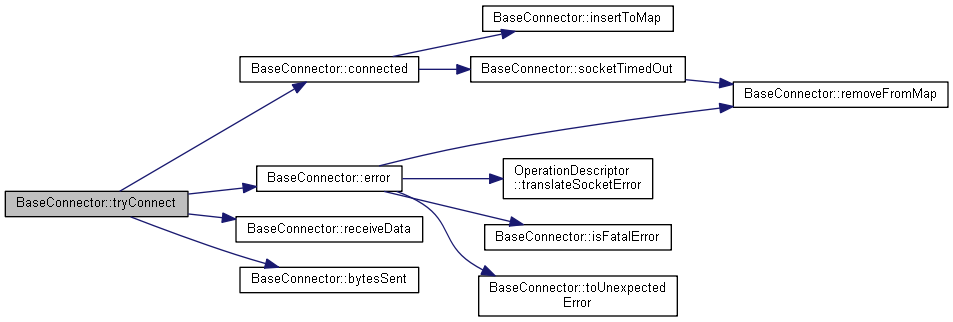 BaseConnector::tryConnect
BaseConnector::connected
BaseConnector::insertToMap
BaseConnector::socketTimedOut
BaseConnector::removeFromMap
BaseConnector::error
OperationDescriptor
::translateSocketError
BaseConnector::isFatalError
BaseConnector::toUnexpected
Error
BaseConnector::receiveData
BaseConnector::bytesSent